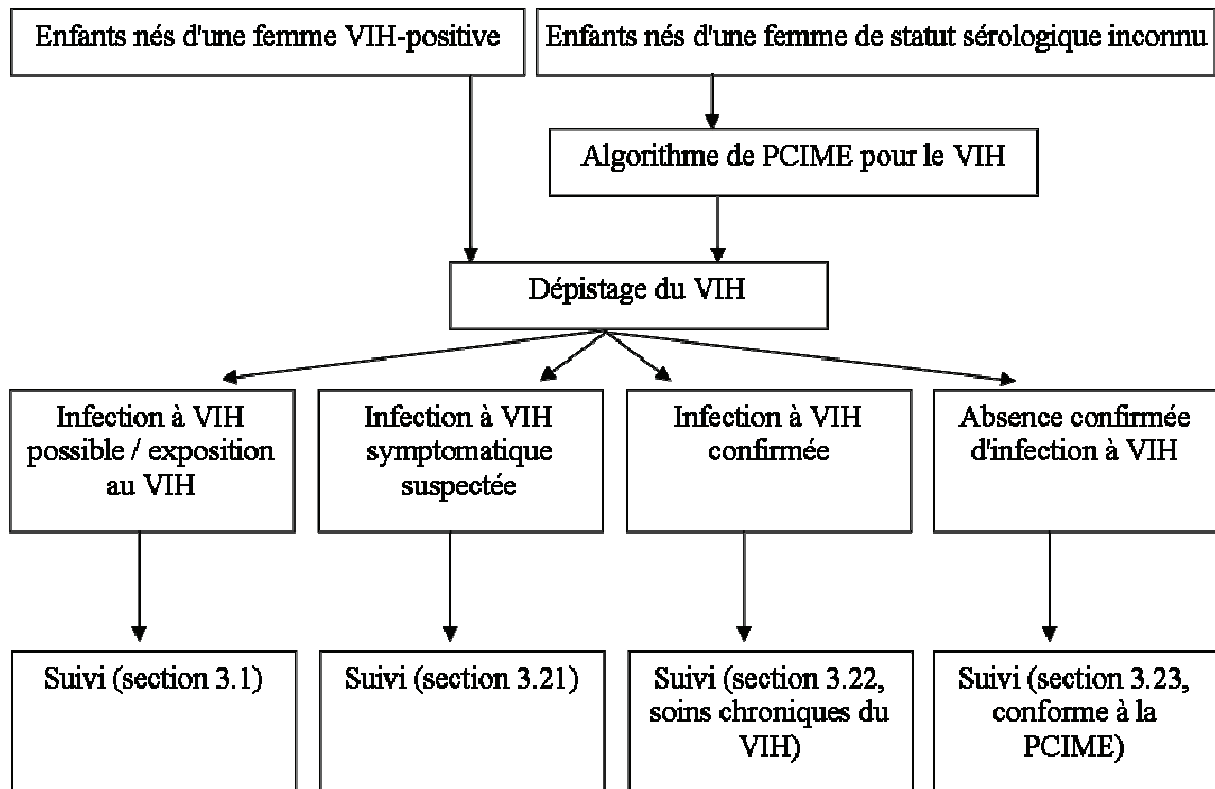 Enfants nés d'une femme VIH-positive
Enfants nés d'une femme de statut sérologique inconnu
Algorithme de PCIME pour le VIH
Dépistage du VIH
Infection à VIH
possible / exposition
au VIH
Infection à VIH
symptomatique
suspectée
Infection à VIH
confirmée
Absence confirmée
d'infection à VIH
Suivi (section 3.1)
Suivi (section 3.21)
Suivi (section 3.22,
soins chroniques du
VIH)
Suivi (section 3.23,
conforme à la
PCIME)